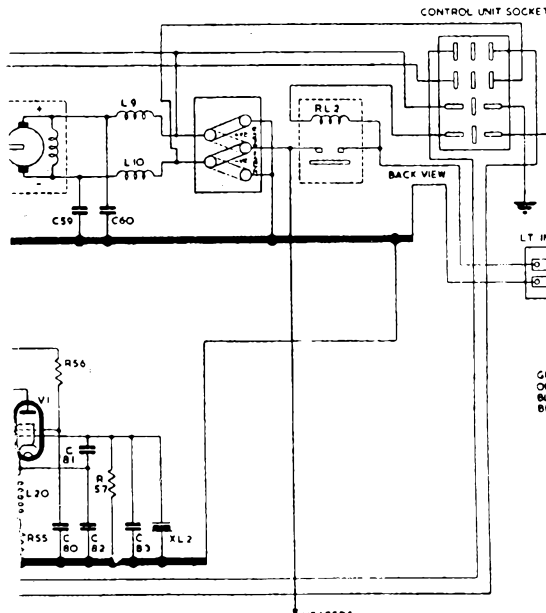 CONTROL UNIT SOCKET
L9
RL2
+
L10
-
BACK VIEW
C59
C60
LT
R56
V1
C
81
R
57
L20
R55
C
80
C
82
C
83
XL2